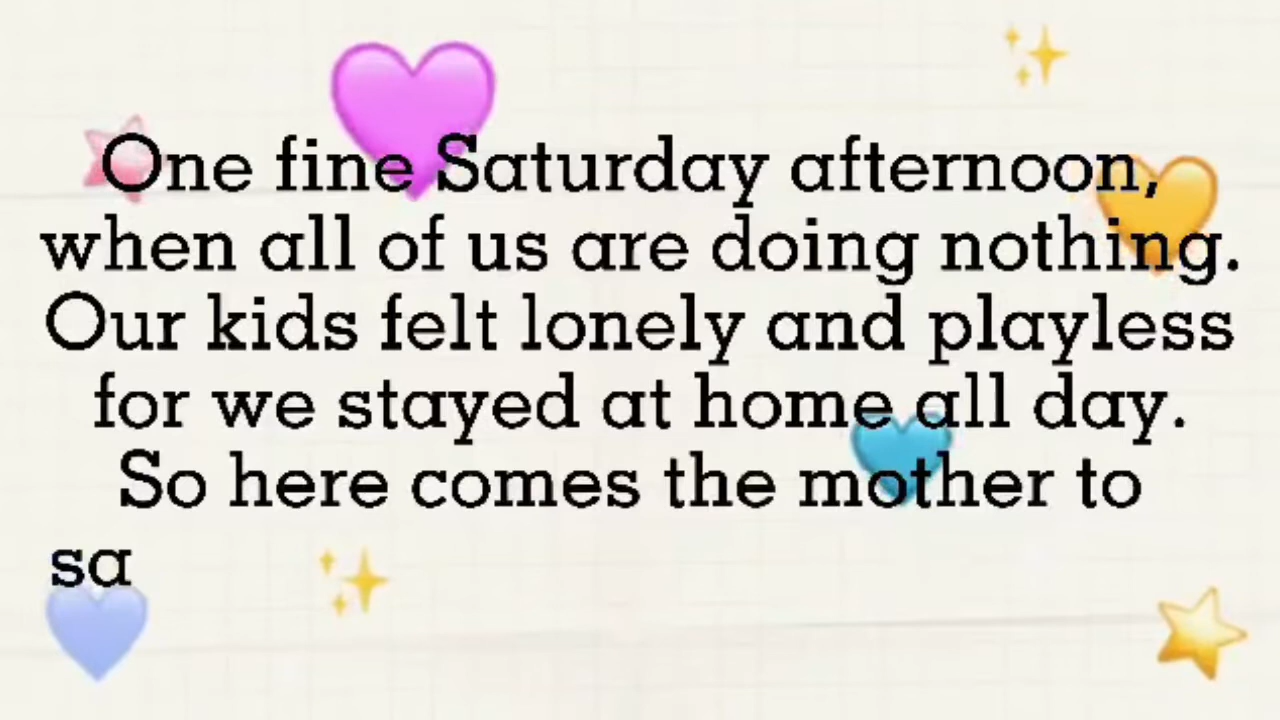 One fine Saturday afternoon,
when all of us are doing nothing.
Our kids felt lonely and playless
for we stayed at home all day.
So here comes the mother to
sa